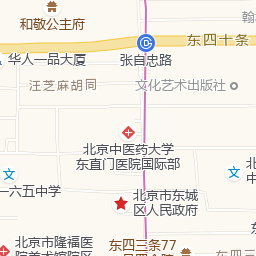 和敬公主府
东四十条
华人一品大厦
张自忠路
汪芝麻胡同
文化艺术出版社
北京中医药大学
东直门医院国际部
一六五中学
北京市东城
区人民政府
北京市隆福医
东四三条77